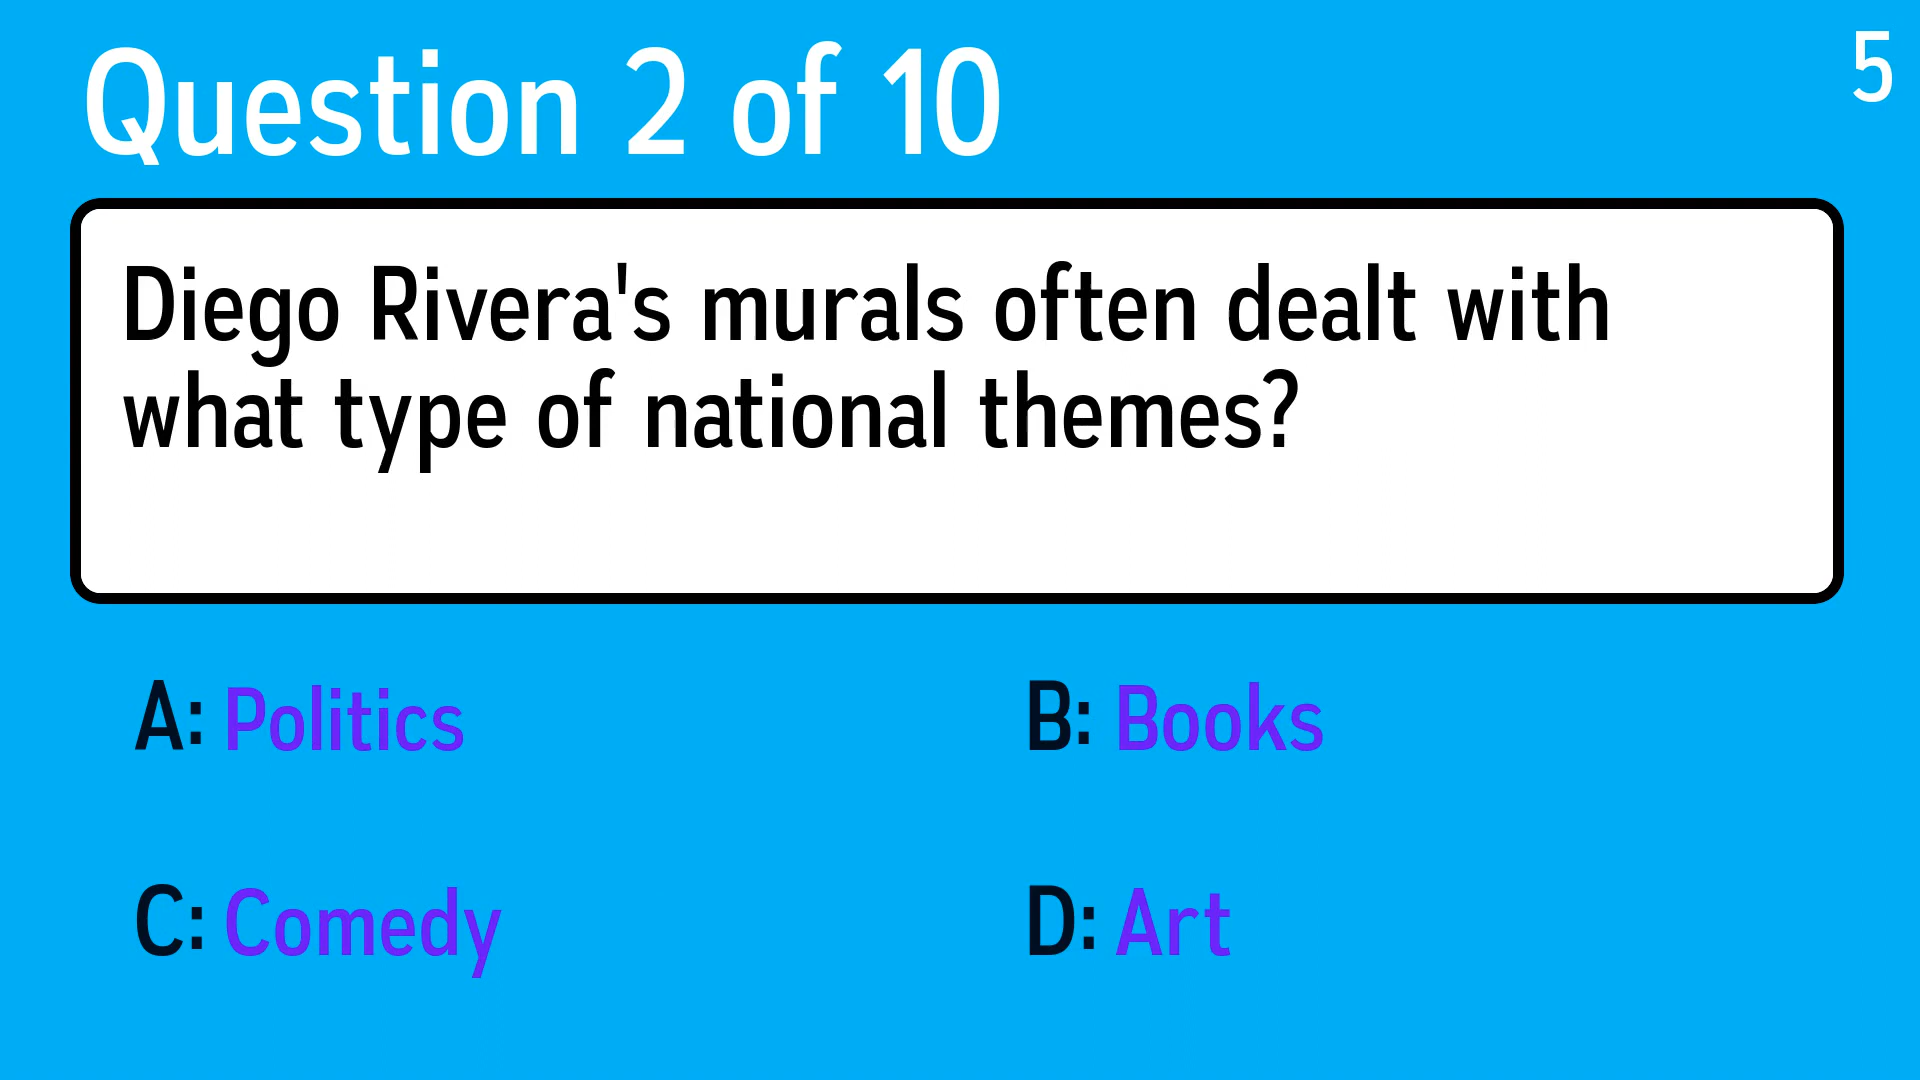 Question 2 of 10
5
Diego Rivera's murals often dealt with
what type of national themes?
A: Politics
B: Books
C: Comedy
D: Art